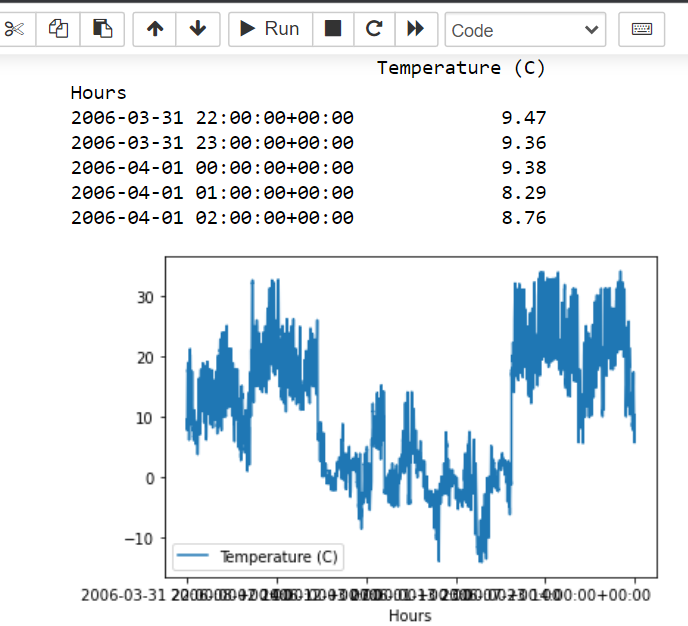 Run
Code
Temperature (C)
Hours
2006-03-31 22:00:00+00:00 9.47
2006-03-31 23:00:00+00:00 9.36
2006-04-01 00:00:00+00:00 9.38
2006-04-01 01:00:00+00:00 8.29
2006-04-01 02:00:00+00:00 8.76
30
20
10
0
−10
Temperature (C)
2006-03-31
00:00+00:00
Hours